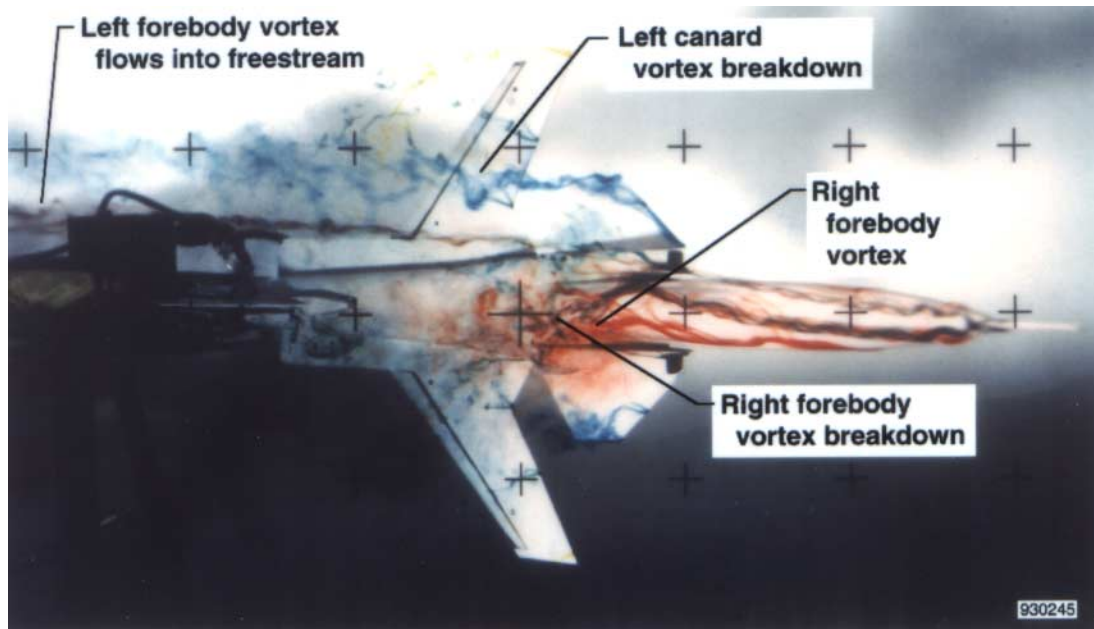 Left forebody vortex
flows into freestream
Left canard
vortex breakdown
Right
forebody
vortex
Right forebody
vortex breakdown
930245